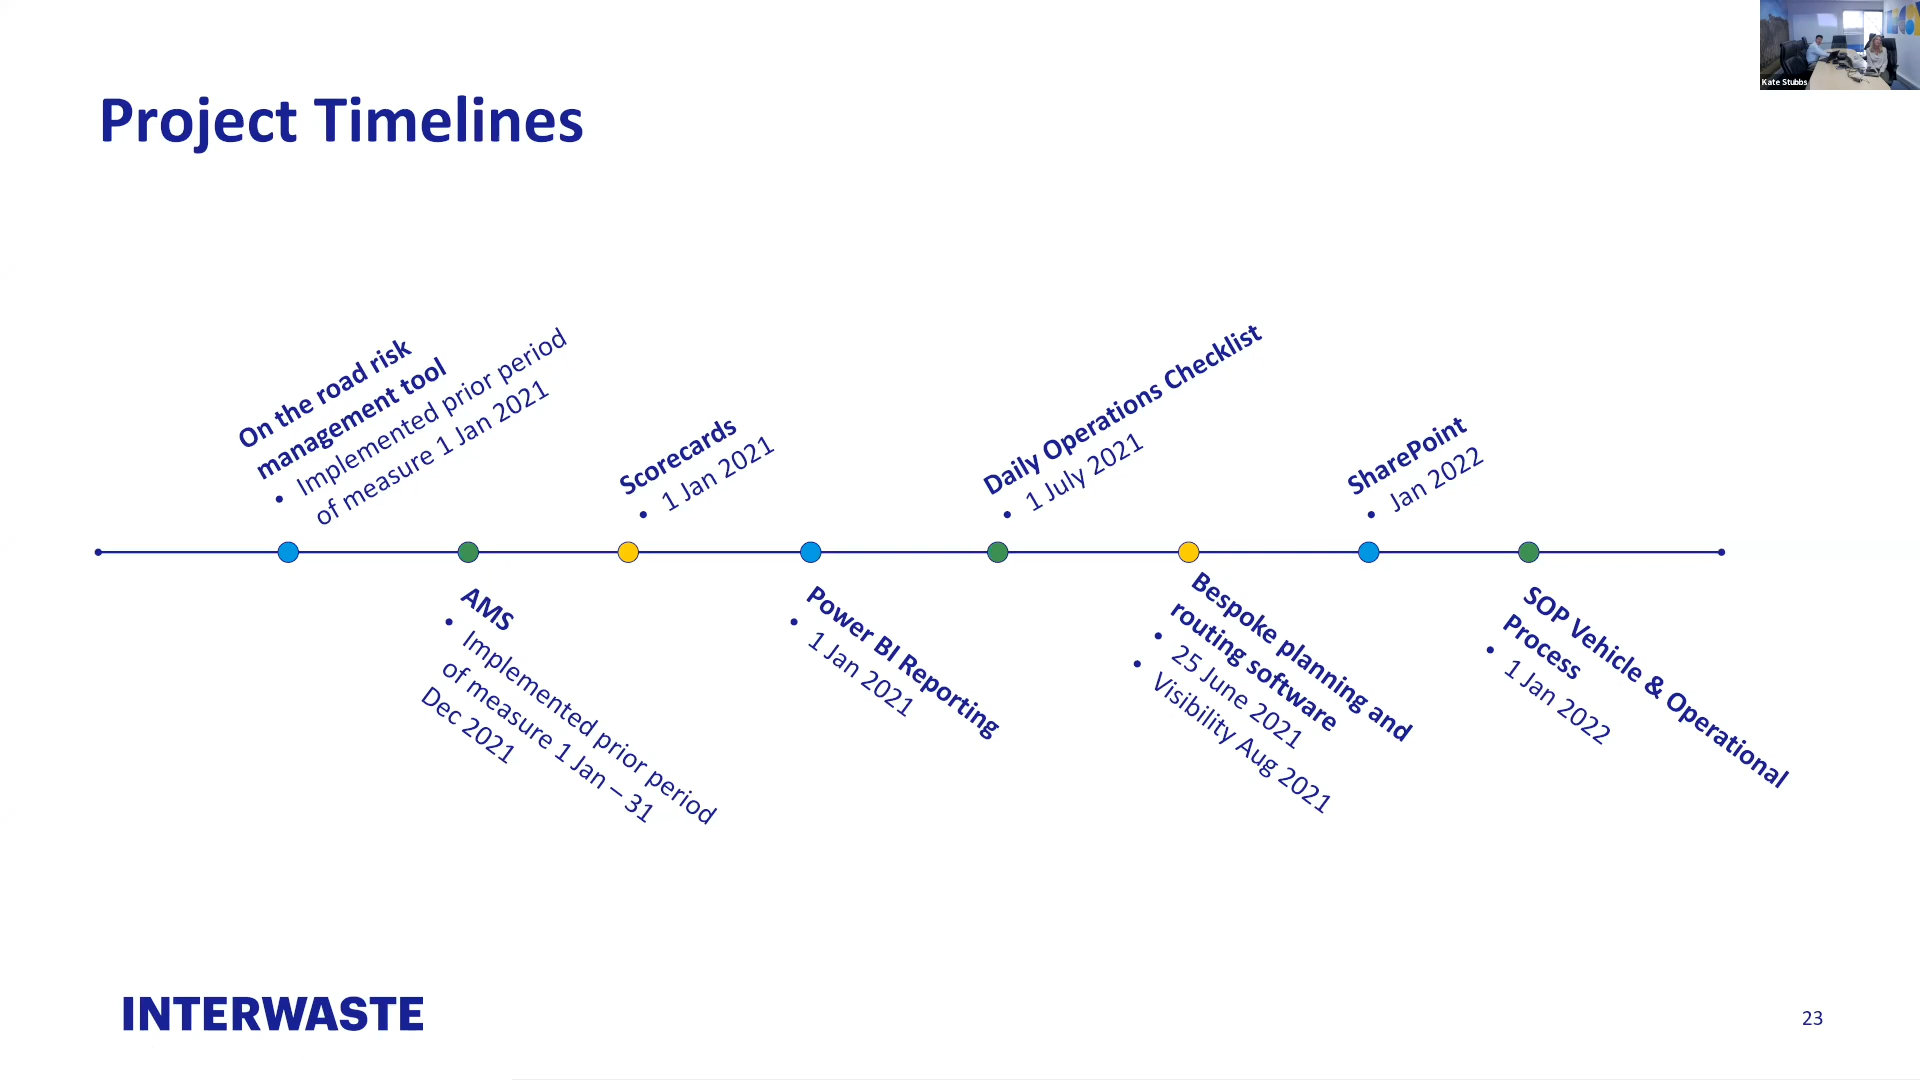 Kate Stubbs
Project Timelines
On the road risk
management tool
• Implemented prior period
of measure 1 Jan 2021
AMS
• Implemented prior period
of measure 1 Jan – 31
Dec 2021
Scorecards
• 1 Jan 2021
Power BI Reporting
• 1 Jan 2021
Daily Operations Checklist
• 1 July 2021
Bespoke planning and
routing software
• 25 June 2021
• Visibility Aug 2021
SharePoint
• Jan 2022
SOP Vehicle & Operational
Process
• 1 Jan 2022
INTERWASTE
23